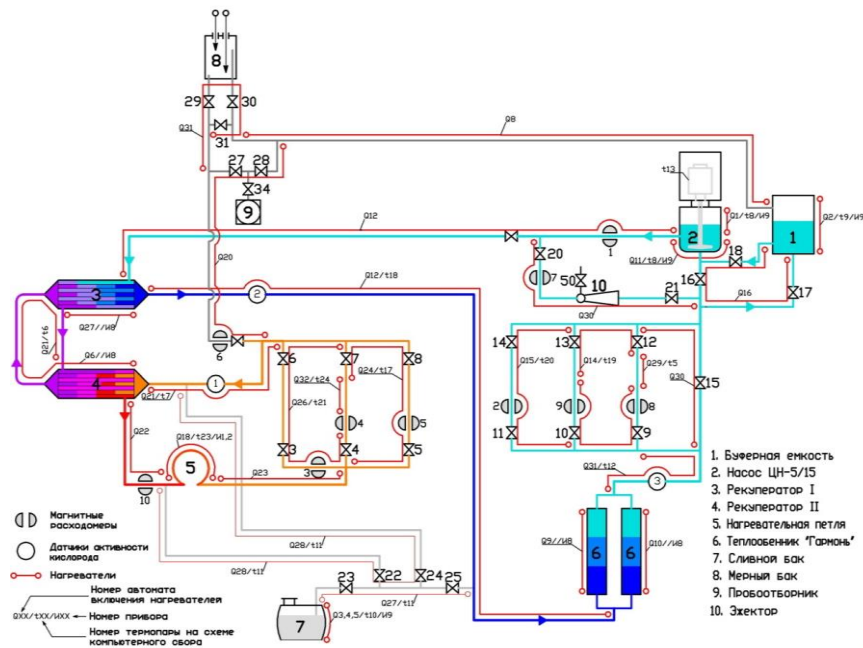 8
29
30
Q31
31
Q8
27
28
34
9
t13
Q12
2
Q1/t8/И9
1
Q2/t9/И9
1
Q20
20
Q11/t8/И9
18
50
10
7
21
16
Q16
17
Q30
3
Q12/t18
2
Q27//И8
Q21/t6
Q6//И8
6
6
7
8
14
13
12
Q15/t20
Q14/t19
Q29/t5
Q30
15
4
Q21/t7
1
Q32/t24
Q24/t17
Q26/t21
2
9
8
4
5
11
10
9
Q22
Q18/t23/И1,2
3
4
5
5
Q23
3
10
Q31/t12
3
Q28/t11
Q28/t11
22
24
23
25
Q27/t11
7
Q3,4,5/t10/И9
Q9//И8
6
6
Q10//И8
Магнитные
расходомеры
Датчики активности
кислорода
Нагреватели
Номер автомата
включения нагревателей
QXX/tXX/ИXX
Номер прибора
Номер термопары на схеме
компьютерного сбора
1. Буферная емкость
2. Насос ЦН-5/15
3. Рекуператор I
4. Рекуператор II
5. Нагревательная петля
6. Теплообенник "Гармонь"
7. Сливной бак
8. Мерный бак
9. Пробоотборник
10. Эжектор